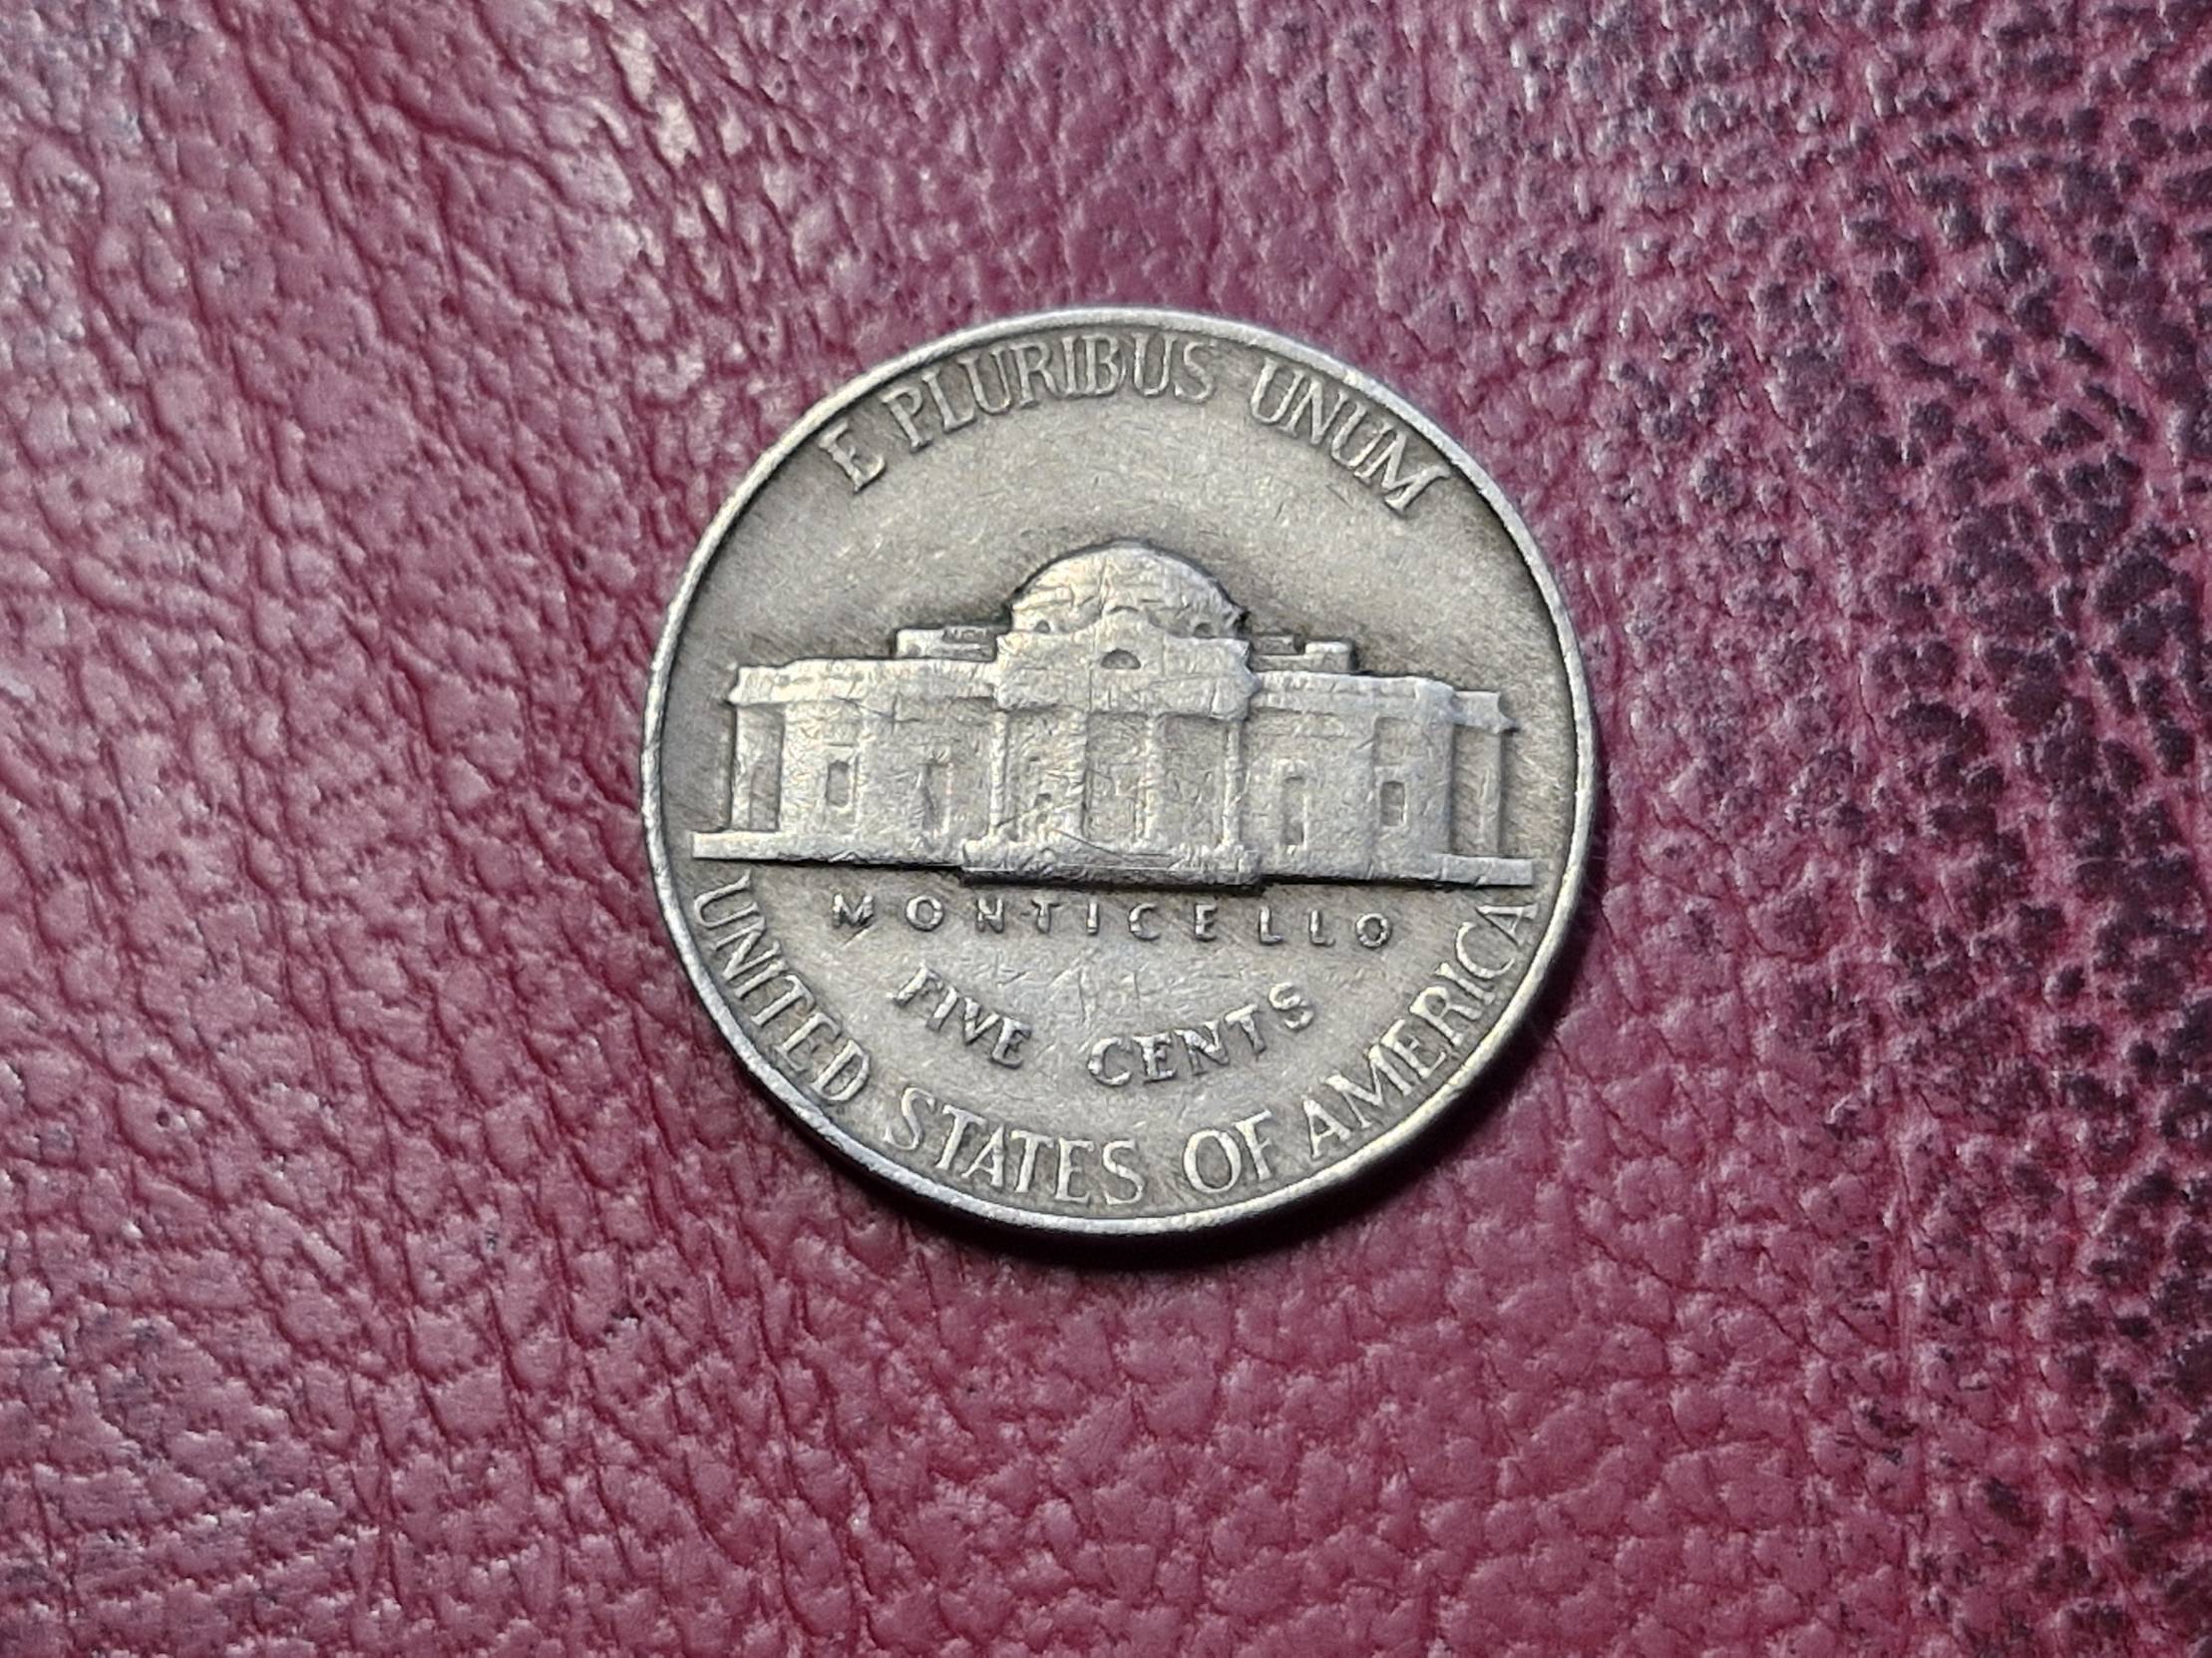 E PLURIBUS UNUM
MONTICELLO
FIVE CENTS
UNITED STATES OF AMERICA